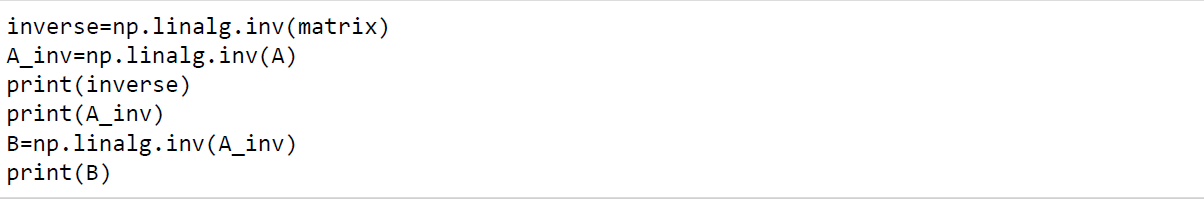 inverse=np.linalg.inv(matrix)
A_inv=np.linalg.inv(A)
print(inverse)
print(A_inv)
B=np.linalg.inv(A_inv)
print(B)